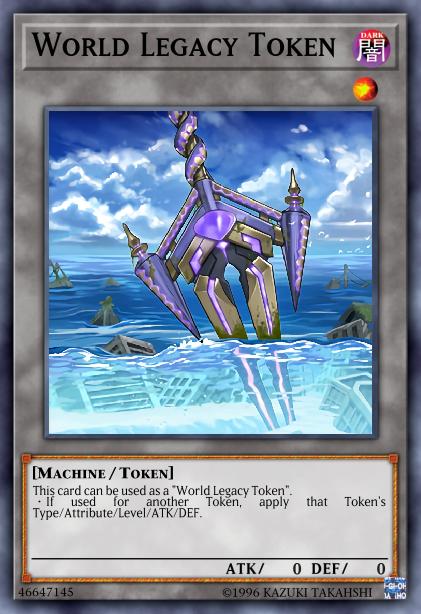 WORLD LEGACY TOKEN
DARK
闇
[MACHINE / TOKEN]
This card can be used as a "World Legacy Token".
・If used for another Token, apply that Token's
Type/Attribute/Level/ATK/DEF.
ATK/ 0 DEF/ 0
46647145
©1996 KAZUKI TAKAHSHI